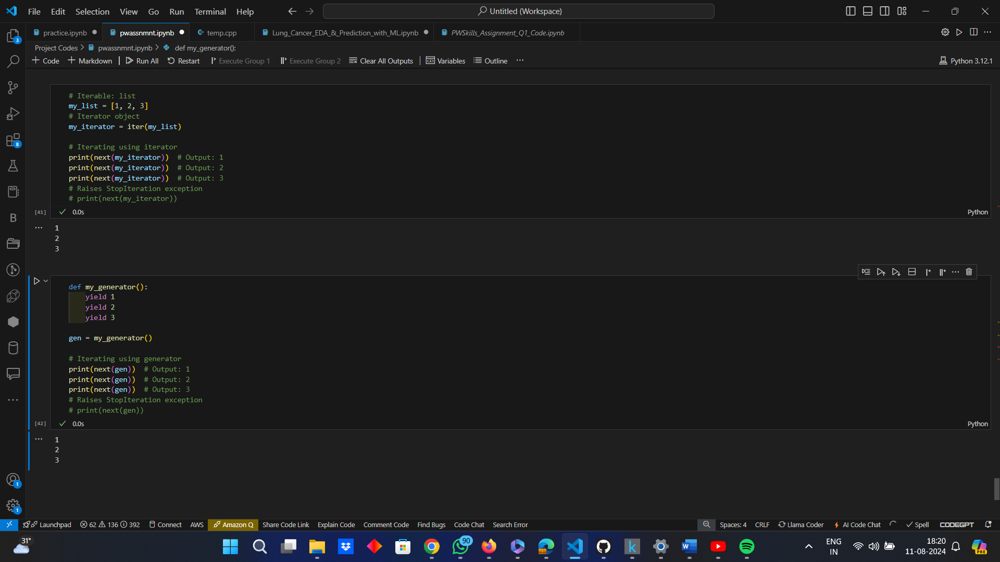 File Edit Selection View Go Run Terminal Help
Untitled (Workspace)
practice.ipynb
pwassnmnt.ipynb
temp.cpp
Lung_Cancer_EDA_&_Prediction_with_ML.ipynb
PWSkills_Assignment_Q1_Code.ipynb
Project Codes > pwassnmnt.ipynb > def my_generator():
+ Code + Markdown | Run All Restart Execute Group 1 Execute Group 2 Clear All Outputs | Variables Outline ...
Python 3.12.1
# Iterable: list
my_list = [1, 2, 3]
# Iterator object
my_iterator = iter(my_list)
# Iterating using iterator
print(next(my_iterator))  # Output: 1
print(next(my_iterator))  # Output: 2
print(next(my_iterator))  # Output: 3
# Raises StopIteration exception
# print(next(my_iterator))
[41] 0.0s Python
1
2
3
def my_generator():
    yield 1
    yield 2
    yield 3
gen = my_generator()
# Iterating using generator
print(next(gen))  # Output: 1
print(next(gen))  # Output: 2
print(next(gen))  # Output: 3
# Raises StopIteration exception
# print(next(gen))
[42] 0.0s Python
1
2
3
3
8
B
1
1
Launchpad 62 136 392 Connect AWS Amazon Q Share Code Link Explain Code Comment Code Find Bugs Code Chat Search Error
Spaces: 4 CRLF Llama Coder AI Code Chat Spell CODEGPT
31°
90
k
W
PRE
ENG
IN
18:20
11-08-2024